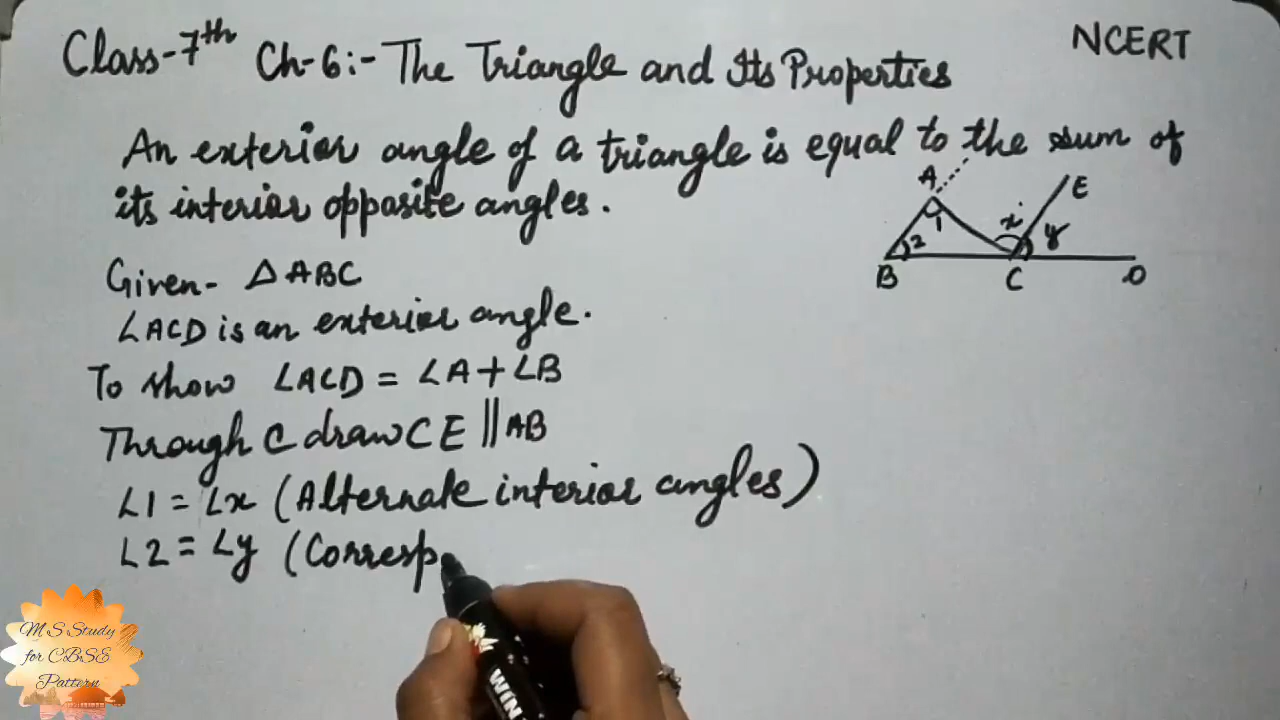 Class-7th Ch-6:- The Triangle and Its Properties
NCERT
An exterior angle of a triangle is equal to the sum of
its interior opposite angles.
A
E
1
x
y
2
B
C
D
Given- △ABC
∠ACD is an exterior angle.
To show ∠ACD = ∠A+∠B
Through C draw CE ∥ AB
∠1 = ∠x (Alternate interior angles)
∠2 = ∠y (Corresp
WIN
M S Study
for CBSE
Pattern